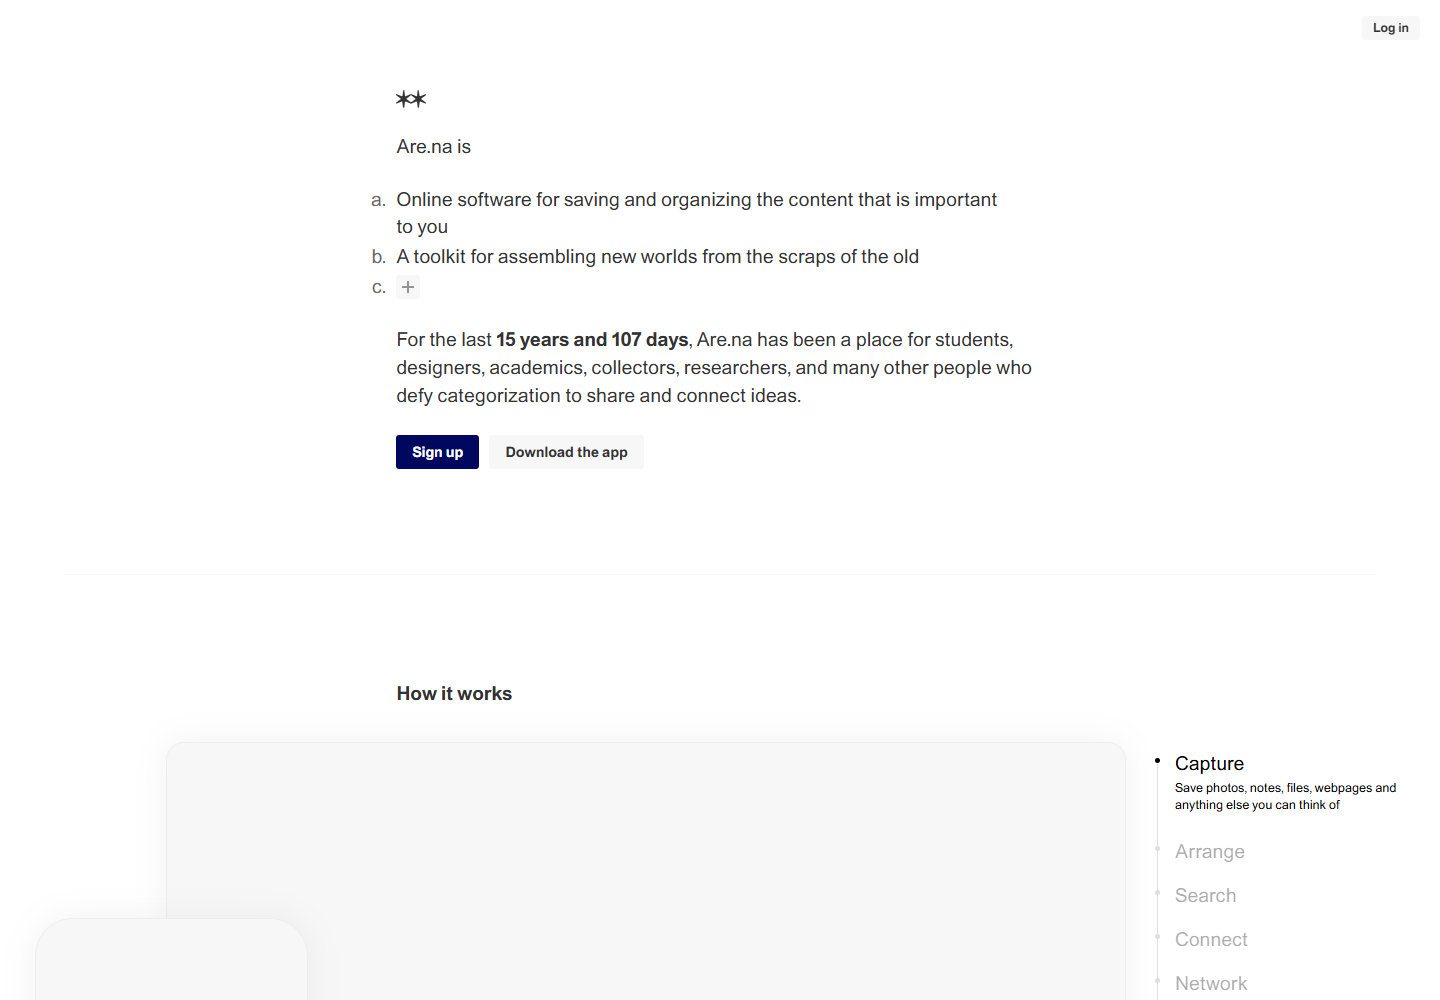 Log in
Are.na is
a. Online software for saving and organizing the content that is important
to you
b. A toolkit for assembling new worlds from the scraps of the old
c. +
For the last 15 years and 107 days, Are.na has been a place for students,
designers, academics, collectors, researchers, and many other people who
defy categorization to share and connect ideas.
Sign up
Download the app
How it works
Capture
Save photos, notes, files, webpages and
anything else you can think of
Arrange
Search
Connect
Network